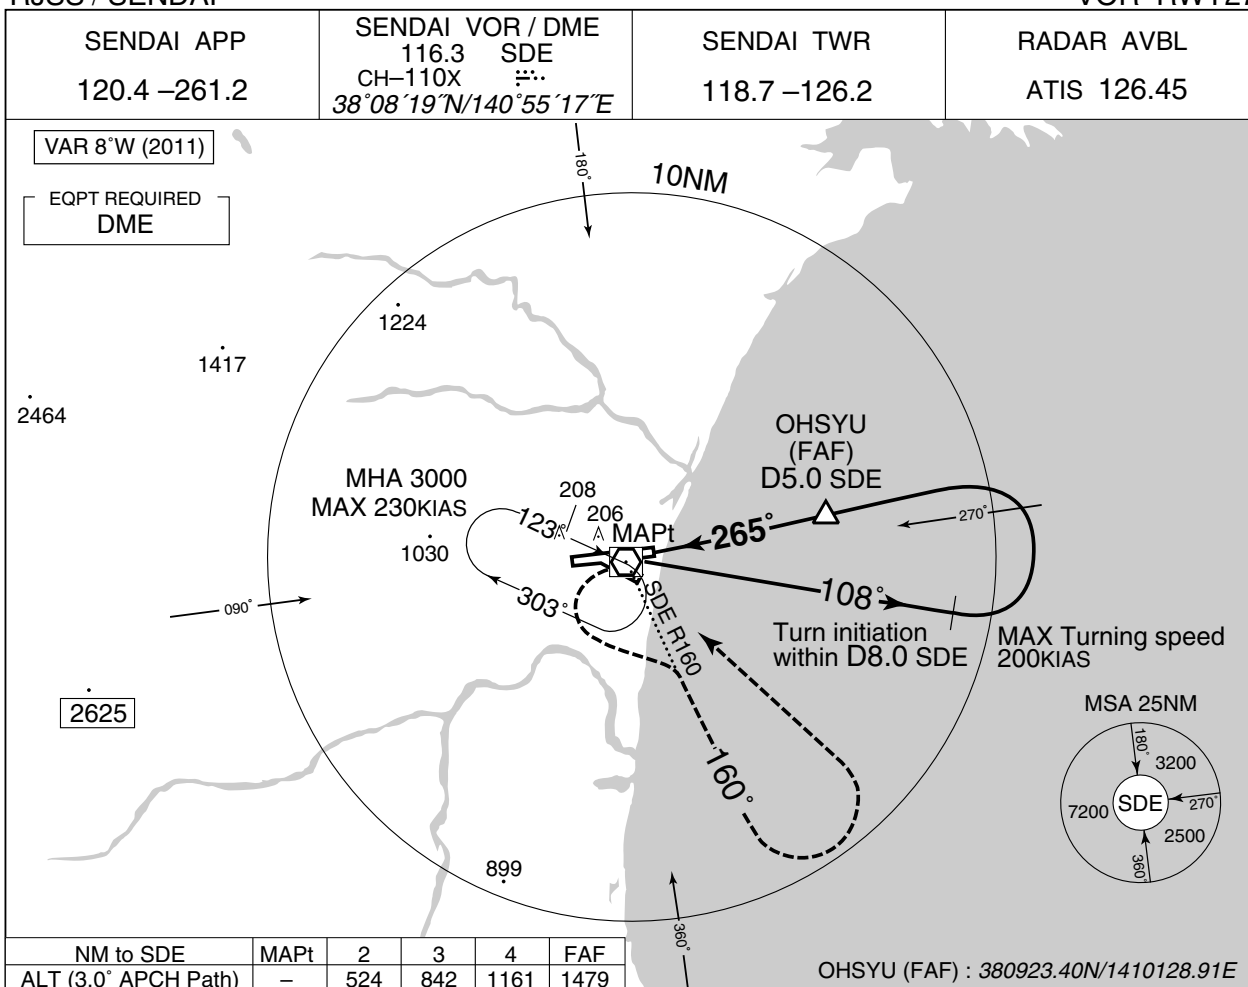 RJSS / SENDAI
VOR RWY27
SENDAI APP
120.4 –261.2
SENDAI VOR / DME
116.3 SDE
CH–110X
38°08´19˝N/140°55´17˝E
SENDAI TWR
118.7 –126.2
RADAR AVBL
ATIS 126.45
VAR 8°W (2011)
EQPT REQUIRED
DME
180°
10NM
1224
1417
2464
OHSYU
(FAF)
D5.0 SDE
MHA 3000
MAX 230KIAS
208
206
123°
MAPt
265°
270°
1030
303°
090°
SDE R160
108°
Turn initiation
within D8.0 SDE
MAX Turning speed
200KIAS
2625
160°
MSA 25NM
180°
3200
7200
SDE
270°
2500
360°
899
360°
NM to SDE MAPt 2 3 4 FAF
ALT (3.0° APCH Path) – 524 842 1161 1479
OHSYU (FAF) : 380923.40N/1410128.91E